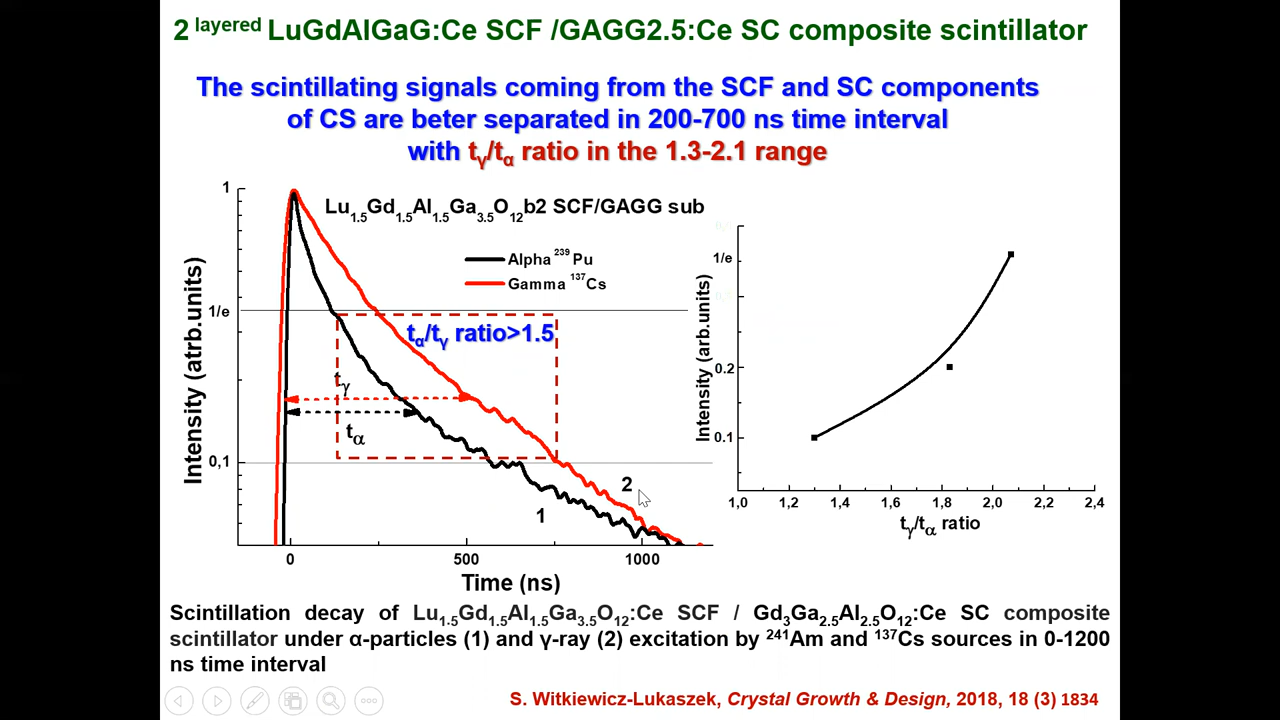 2 layered LuGdAlGaG:Ce SCF /GAGG2.5:Ce SC composite scintillator
The scintillating signals coming from the SCF and SC components
of CS are beter separated in 200-700 ns time interval
with tγ/tα ratio in the 1.3-2.1 range
Lu1.5Gd1.5Al1.5Ga3.5O12b2 SCF/GAGG sub
Alpha 239 Pu
Gamma 137Cs
tα/tγ ratio>1.5
tγ
tα
1
2
1
1/e
0,1
Intensity (atrb.units)
0
500
1000
Time (ns)
1/e
0.2
0.1
Intensity (arb.units)
1,0
1,2
1,4
1,6
1,8
2,0
2,2
2,4
tγ/tα ratio
Scintillation decay of Lu1.5Gd1.5Al1.5Ga3.5O12:Ce SCF / Gd3Ga2.5Al2.5O12:Ce SC composite
scintillator under α-particles (1) and γ-ray (2) excitation by 241Am and 137Cs sources in 0-1200
ns time interval
S. Witkiewicz-Lukaszek, Crystal Growth & Design, 2018, 18 (3) 1834